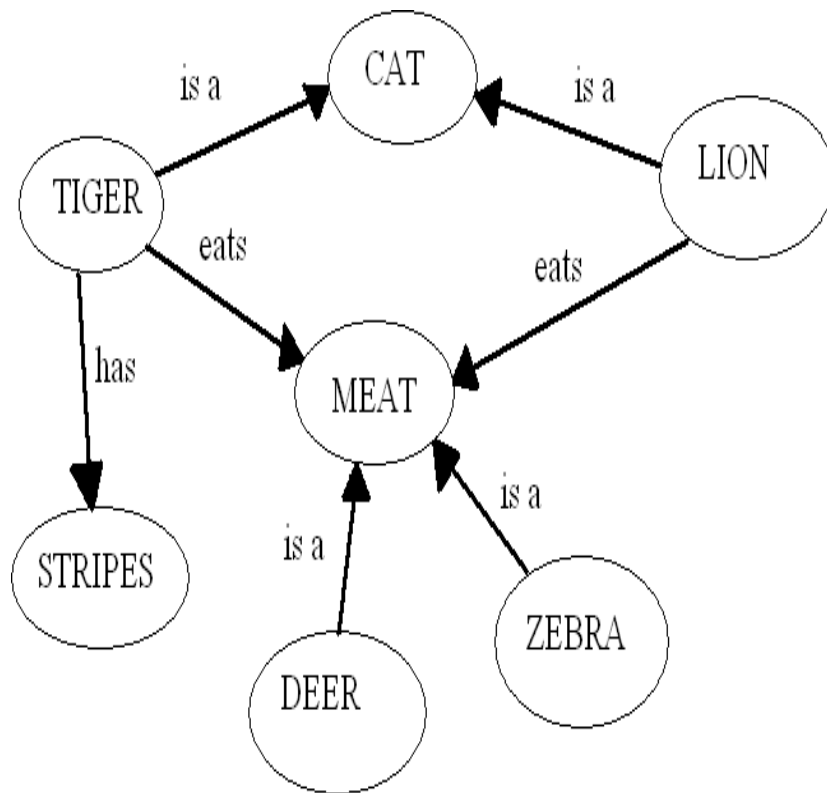 CAT
is a
is a
LION
TIGER
eats
eats
has
MEAT
is a
is a
STRIPES
ZEBRA
DEER